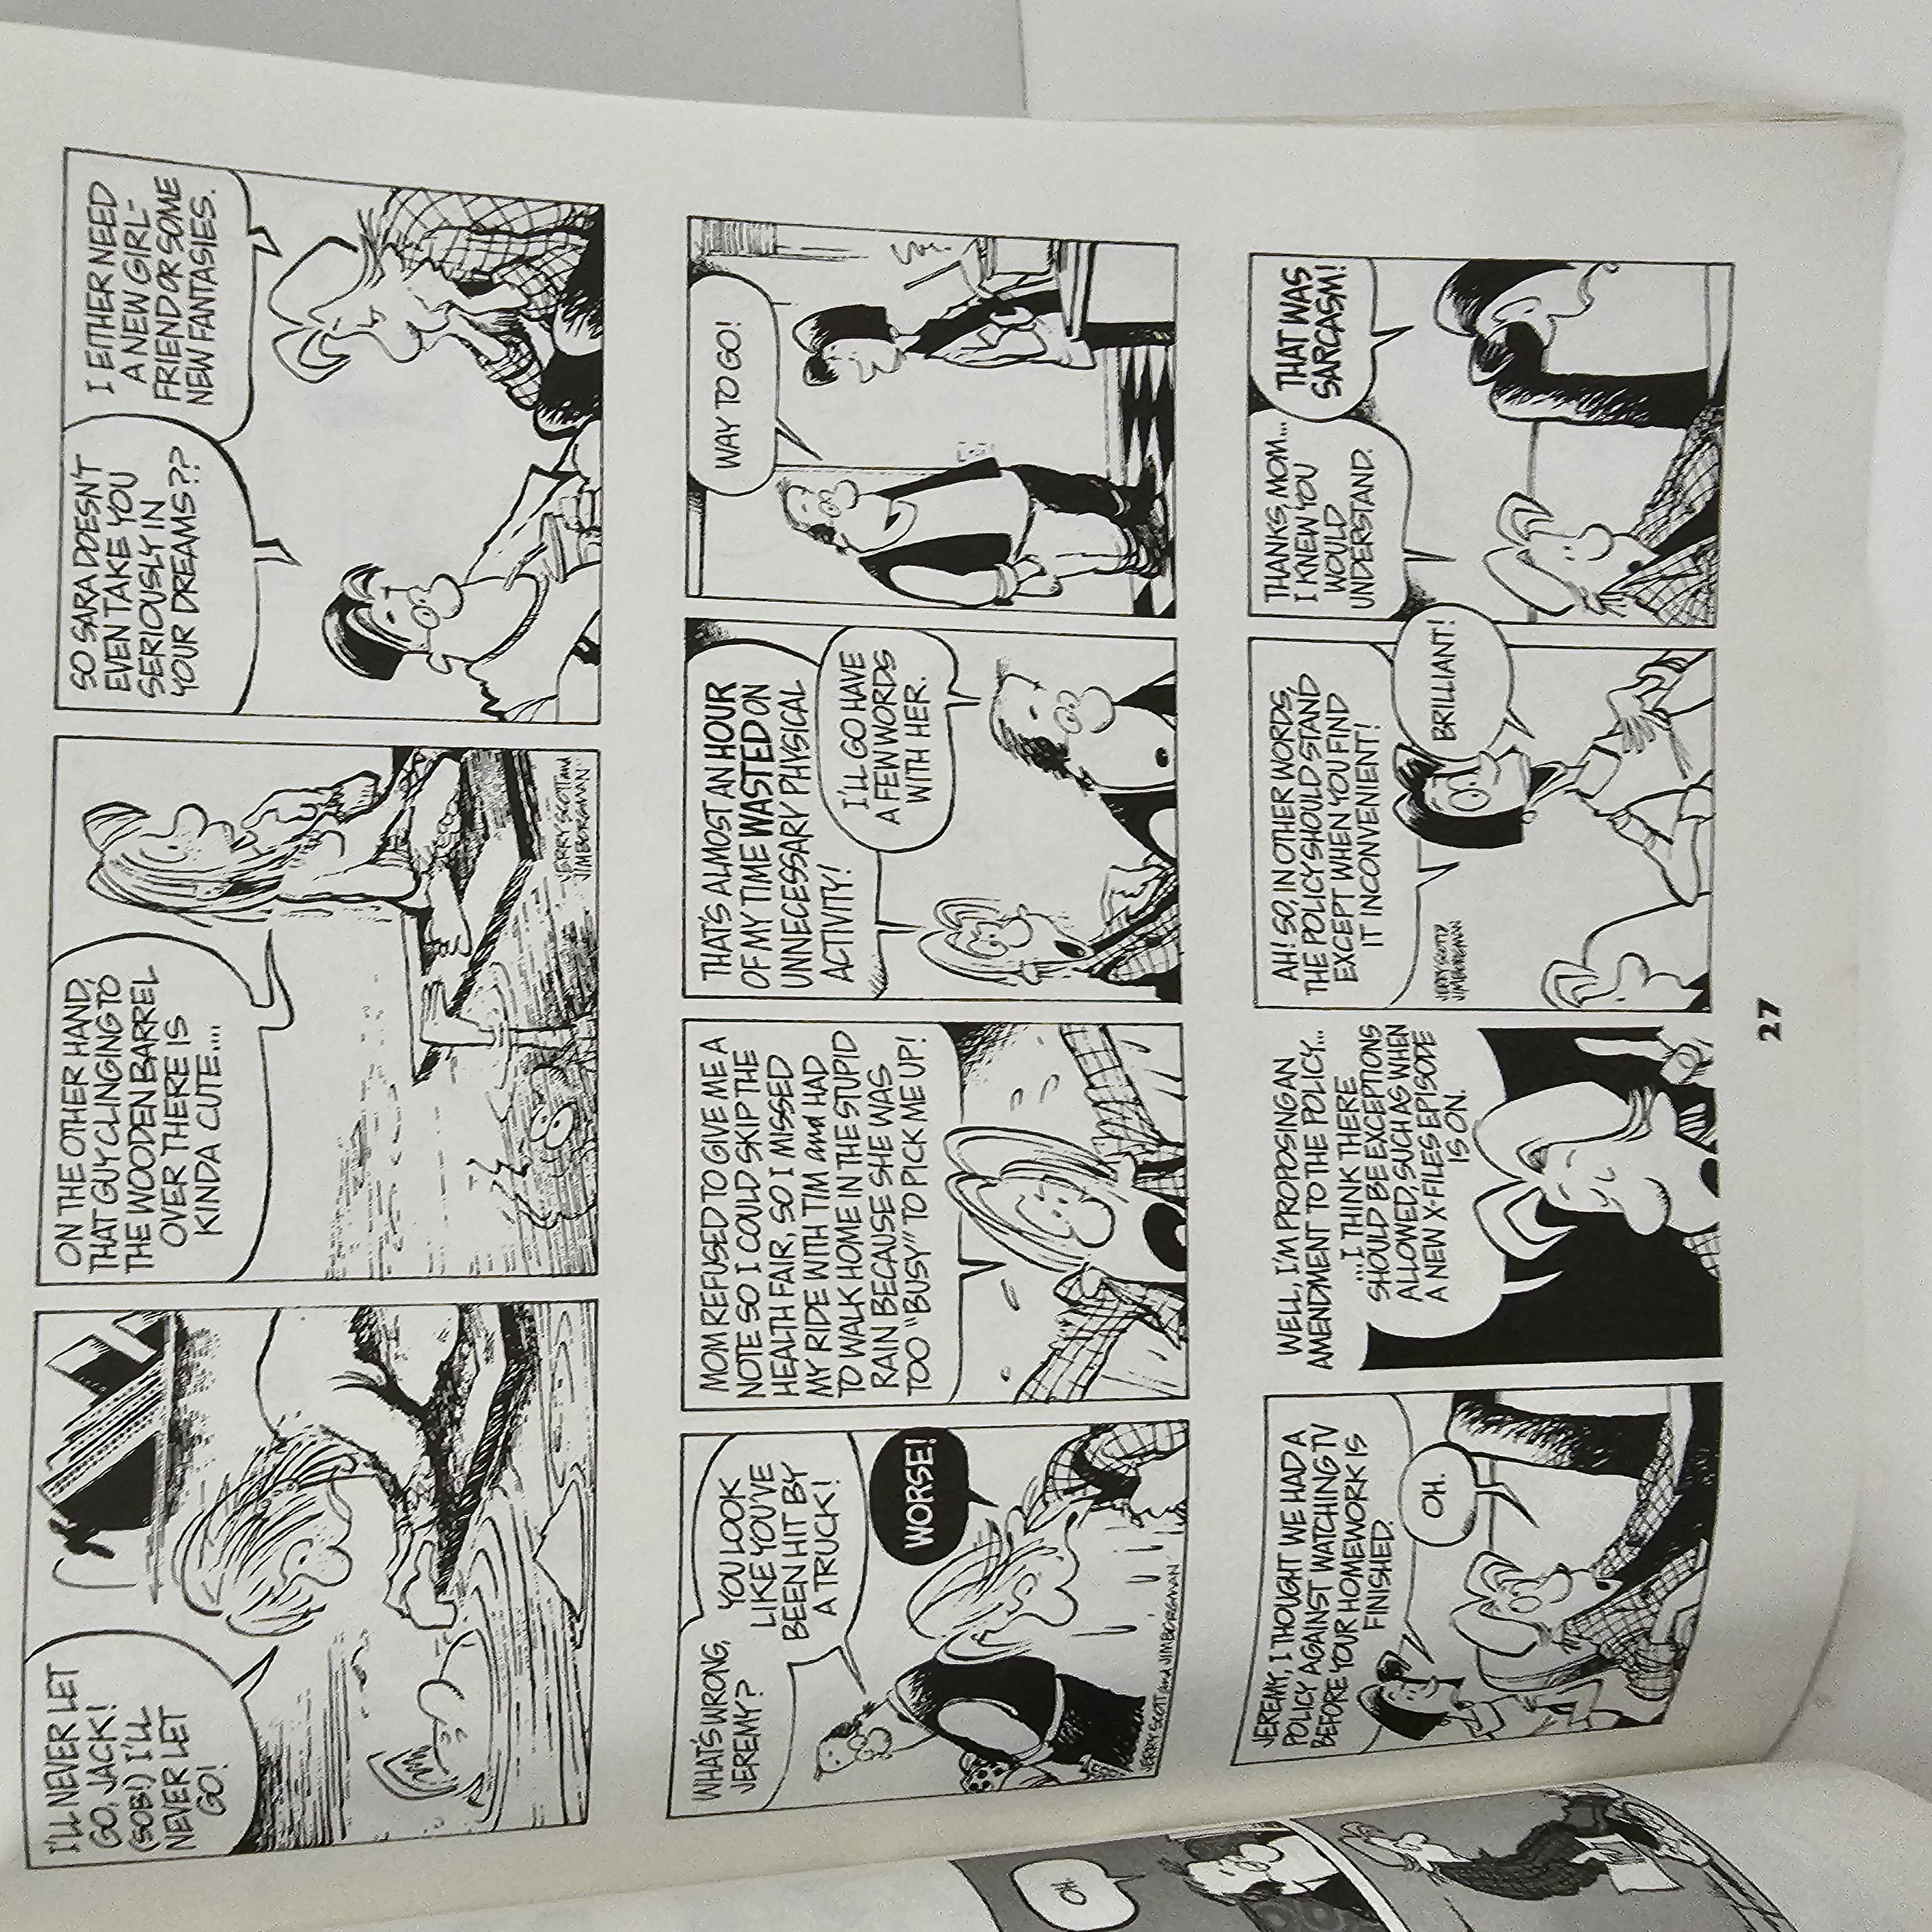 I'LL NEVER LET
GO, JACK!
(SOB!) I'LL
NEVER LET
GO!
ON THE OTHER HAND,
THAT GUY CLINGING TO
THE WOODEN BARREL
OVER THERE IS
KINDA CUTE....
JERRY SCOTT and
JIM BORGMAN
SO SARA DOESN'T
EVEN TAKE YOU
SERIOUSLY IN
YOUR DREAMS??
I EITHER NEED
A NEW GIRL-
FRIEND OR SOME
NEW FANTASIES.
WHAT'S WRONG,
JEREMY?
YOU LOOK
LIKE YOU'VE
BEEN HIT BY
A TRUCK!
WORSE!
JERRY SCOTT and JIM BORGMAN
MOM REFUSED TO GIVE ME A
NOTE SO I COULD SKIP THE
HEALTH FAIR, SO I MISSED
MY RIDE WITH TIM and HAD
TO WALK HOME IN THE STUPID
RAIN BECAUSE SHE WAS
TOO "BUSY" TO PICK ME UP!
THAT'S ALMOST AN HOUR
OF MY TIME WASTED ON
UNNECESSARY PHYSICAL
ACTIVITY!
I'LL GO HAVE
A FEW WORDS
WITH HER.
WAY TO GO!
OH.
JEREMY, I THOUGHT WE HAD A
POLICY AGAINST WATCHING TV
BEFORE YOUR HOMEWORK IS
FINISHED.
OH.
WELL, I'M PROPOSING AN
AMENDMENT TO THE POLICY...
...I THINK THERE
SHOULD BE EXCEPTIONS
ALLOWED, SUCH AS WHEN
A NEW X-FILES EPISODE
IS ON.
AH! SO, IN OTHER WORDS,
THE POLICY SHOULD STAND
EXCEPT WHEN YOU FIND
IT INCONVENIENT!
JERRY SCOTT &
JIM BORGMAN
BRILLIANT!
THANKS, MOM...
I KNEW YOU
WOULD
UNDERSTAND.
THAT WAS
SARCASM!
27